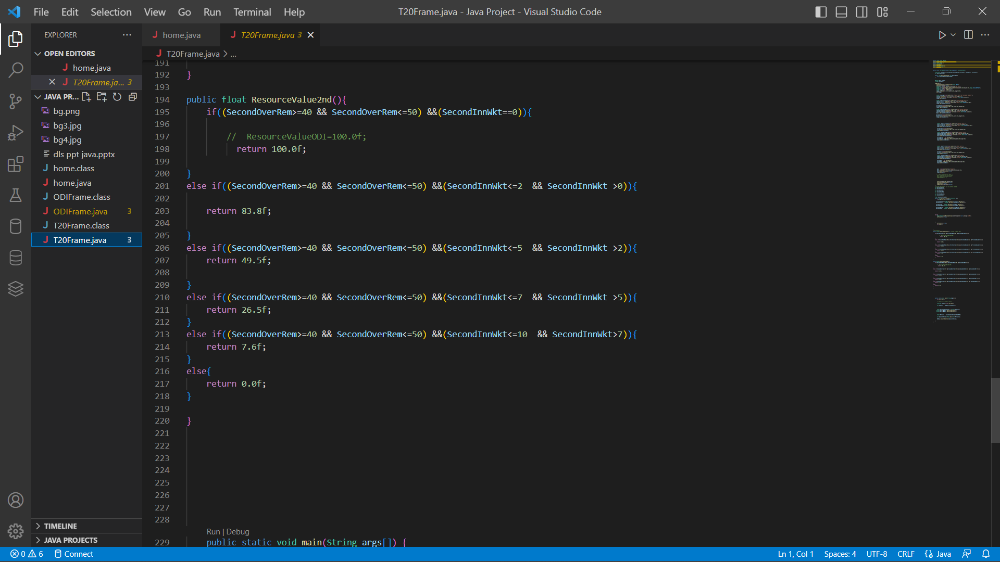 File Edit Selection View Go Run Terminal Help T20Frame.java - Java Project - Visual Studio Code
EXPLORER
home.java T20Frame.java 3
OPEN EDITORS
T20Frame.java > ...
home.java
T20Frame.ja... 3
JAVA PR...
bg.png
bg3.jpg
bg4.jpg
dls ppt java.pptx
home.class
home.java
ODIFrame.class
ODIFrame.java 3
T20Frame.class
T20Frame.java 3
TIMELINE
JAVA PROJECTS
191
192 }
193
194 public float ResourceValue2nd(){
195 if((SecondOverRem>=40 && SecondOverRem<=50) &&(SecondInnWkt==0)){
196
197 //  ResourceValueODI=100.0f;
198 return 100.0f;
199
200 }
201 else if((SecondOverRem>=40 && SecondOverRem<=50) &&(SecondInnWkt<=2  && SecondInnWkt >0)){
202
203 return 83.8f;
204
205 }
206 else if((SecondOverRem>=40 && SecondOverRem<=50) &&(SecondInnWkt<=5  && SecondInnWkt >2)){
207 return 49.5f;
208
209 }
210 else if((SecondOverRem>=40 && SecondOverRem<=50) &&(SecondInnWkt<=7  && SecondInnWkt >5)){
211 return 26.5f;
212 }
213 else if((SecondOverRem>=40 && SecondOverRem<=50) &&(SecondInnWkt<=10  && SecondInnWkt>7)){
214 return 7.6f;
215 }
216 else{
217 return 0.0f;
218 }
219
220 }
221
222
223
224
225
226
227
228
Run | Debug
229 public static void main(String args[]) {
0 6 Connect Ln 1, Col 1 Spaces: 4 UTF-8 CRLF {} Java